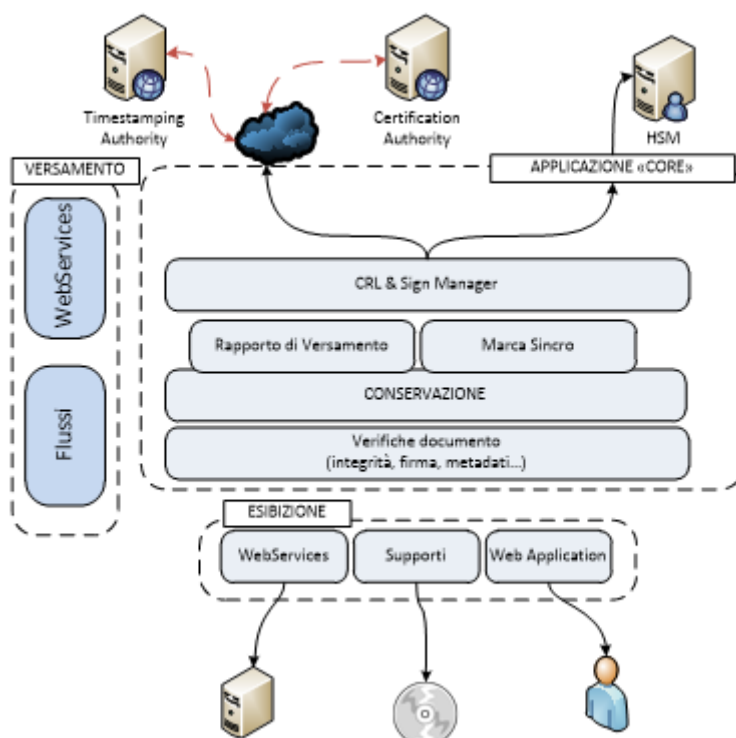 Timestamping
Authority
Certification
Authority
HSM
VERSAMENTO
APPLICAZIONE «CORE»
WebServices
Flussi
CRL & Sign Manager
Rapporto di Versamento
Marca Sincro
CONSERVAZIONE
Verifiche documento
(integrità, firma, metadati...)
ESIBIZIONE
WebServices
Supporti
Web Application